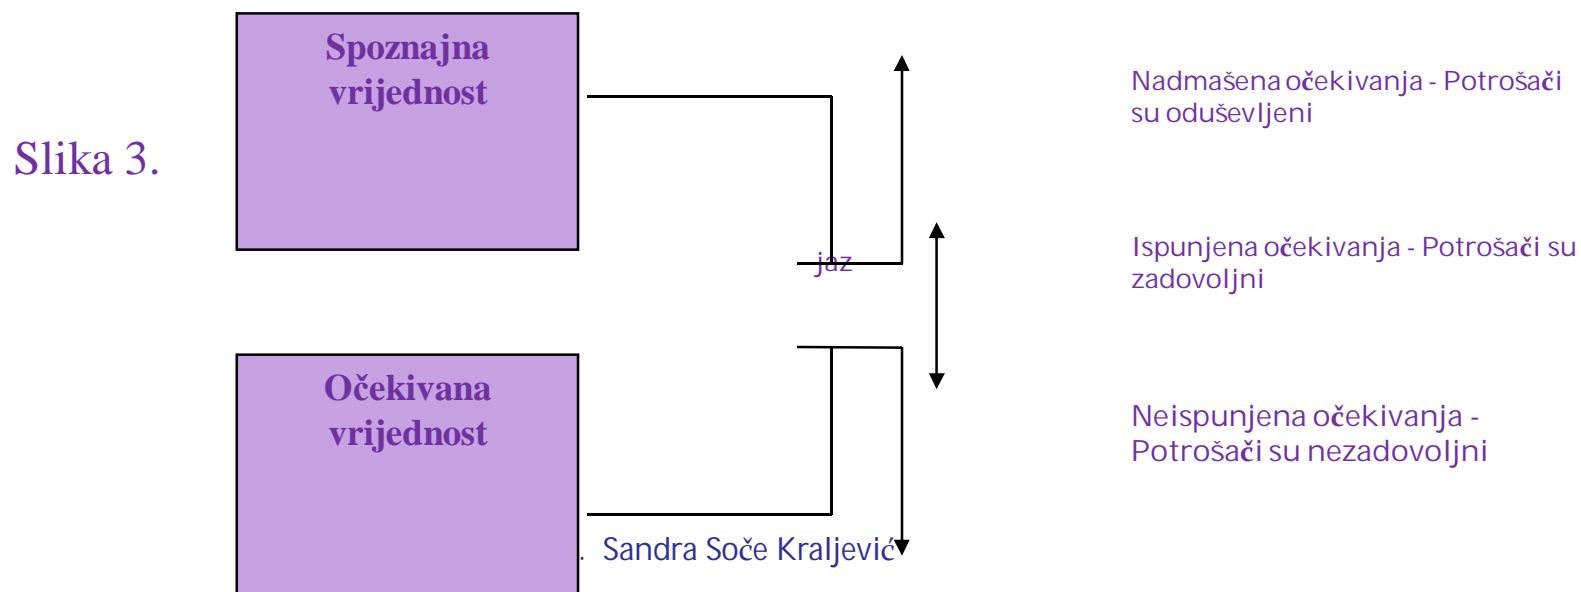 Spoznajna
vrijednost
Slika 3.
Nadmašena očekivanja - Potrošači
su oduševljeni
jaz
Ispunjena očekivanja - Potrošači su
zadovoljni
Očekivana
vrijednost
Neispunjena očekivanja -
Potrošači su nezadovoljni
. Sandra Soče Kraljević